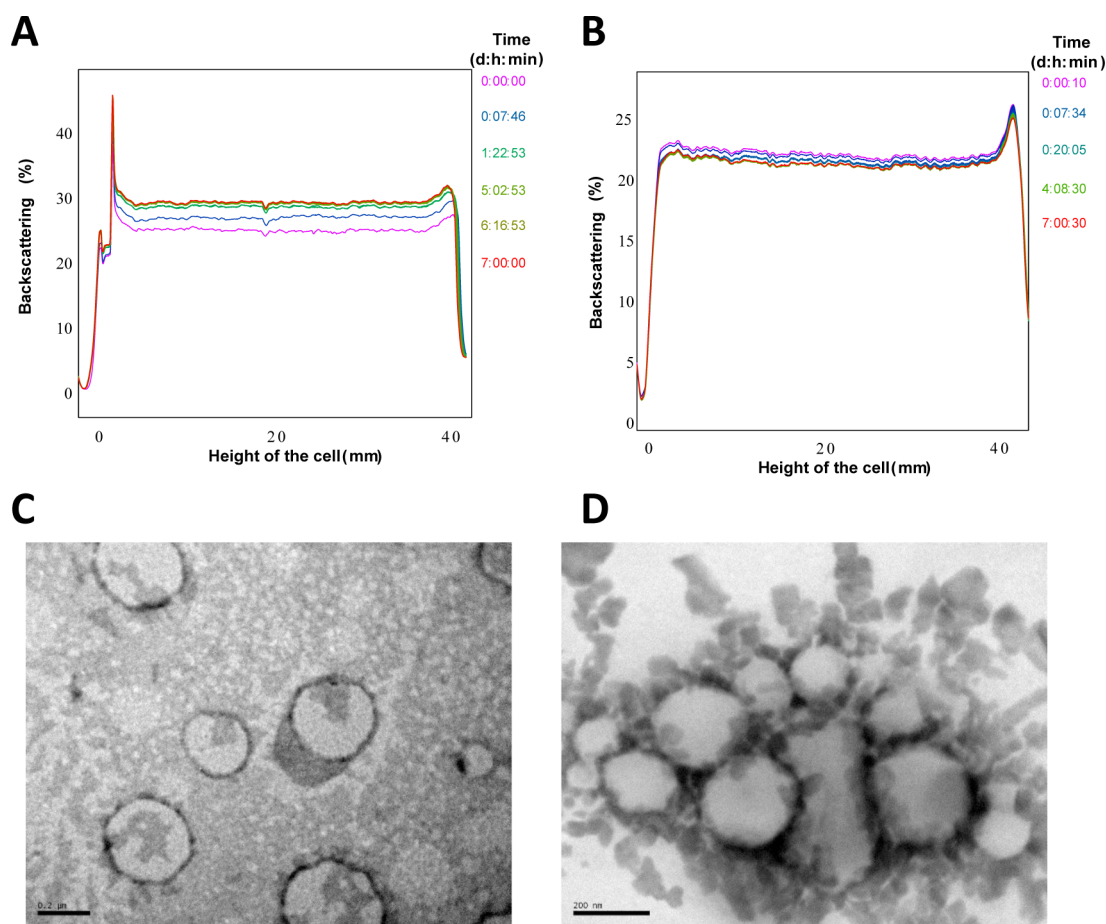 A
B
Time
(d:h:min)
0:00:00
0:07:46
1:22:53
5:02:53
6:16:53
7:00:00
Backscattering (%)
40
30
20
10
0
0 20 40
Height of the cell(mm)
Time
(d:h:min)
0:00:10
0:07:34
0:20:05
4:08:30
7:00:30
Backscattering (%)
25
20
15
10
5
0
0 20 40
Height of the cell(mm)
C
D
0.2 µm
200 nm